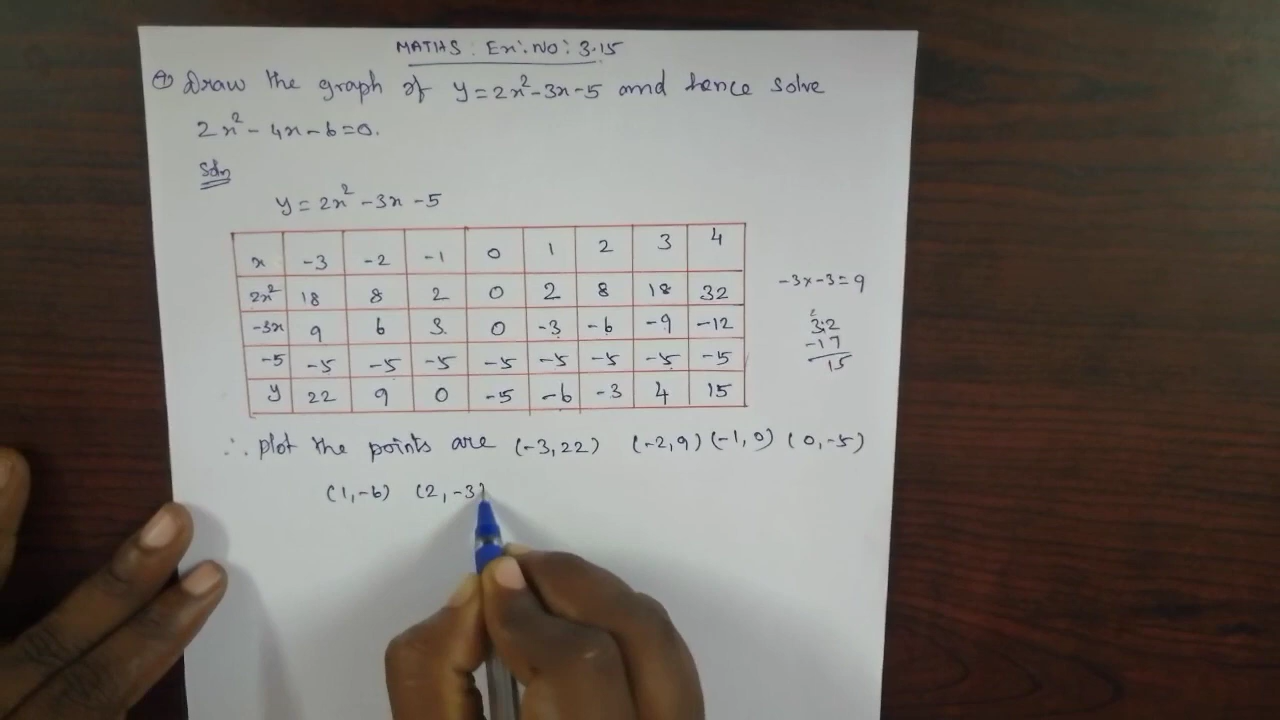 MATHS : Ex: No: 3.15
7) Draw the graph of y=2x²-3x-5 and hence solve
2x²-4x-6=0.
Soln
y=2x²-3x-5
x -3 -2 -1 0 1 2 3 4
2x² 18 8 2 0 2 8 18 32
-3x 9 6 3 0 -3 -6 -9 -12
-5 -5 -5 -5 -5 -5 -5 -5 -5
y 22 9 0 -5 -6 -3 4 15
-3x-3=9
32
-17
15
∴ plot the points are (-3,22) (-2,9) (-1,0) (0,-5)
(1,-6) (2,-3)